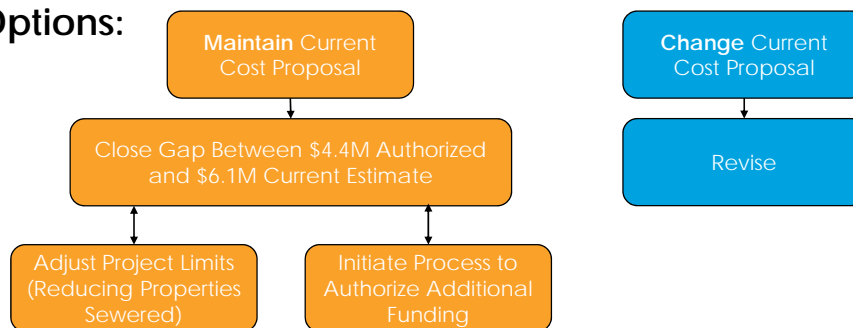 Options:
Maintain Current
Cost Proposal
Change Current
Cost Proposal
Close Gap Between $4.4M Authorized
and $6.1M Current Estimate
Revise
Adjust Project Limits
(Reducing Properties
Sewered)
Initiate Process to
Authorize Additional
Funding